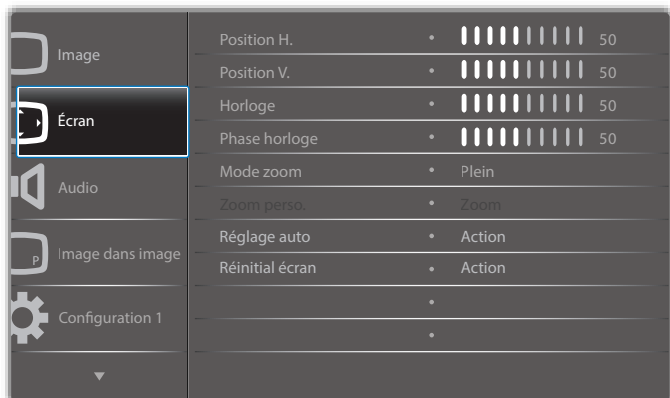 Image
Écran
Audio
P
Image dans image
Configuration 1
Position H. • 50
Position V. • 50
Horloge • 50
Phase horloge • 50
Mode zoom • Plein
Zoom perso. • Zoom
Réglage auto • Action
Réinitial écran • Action
•
•